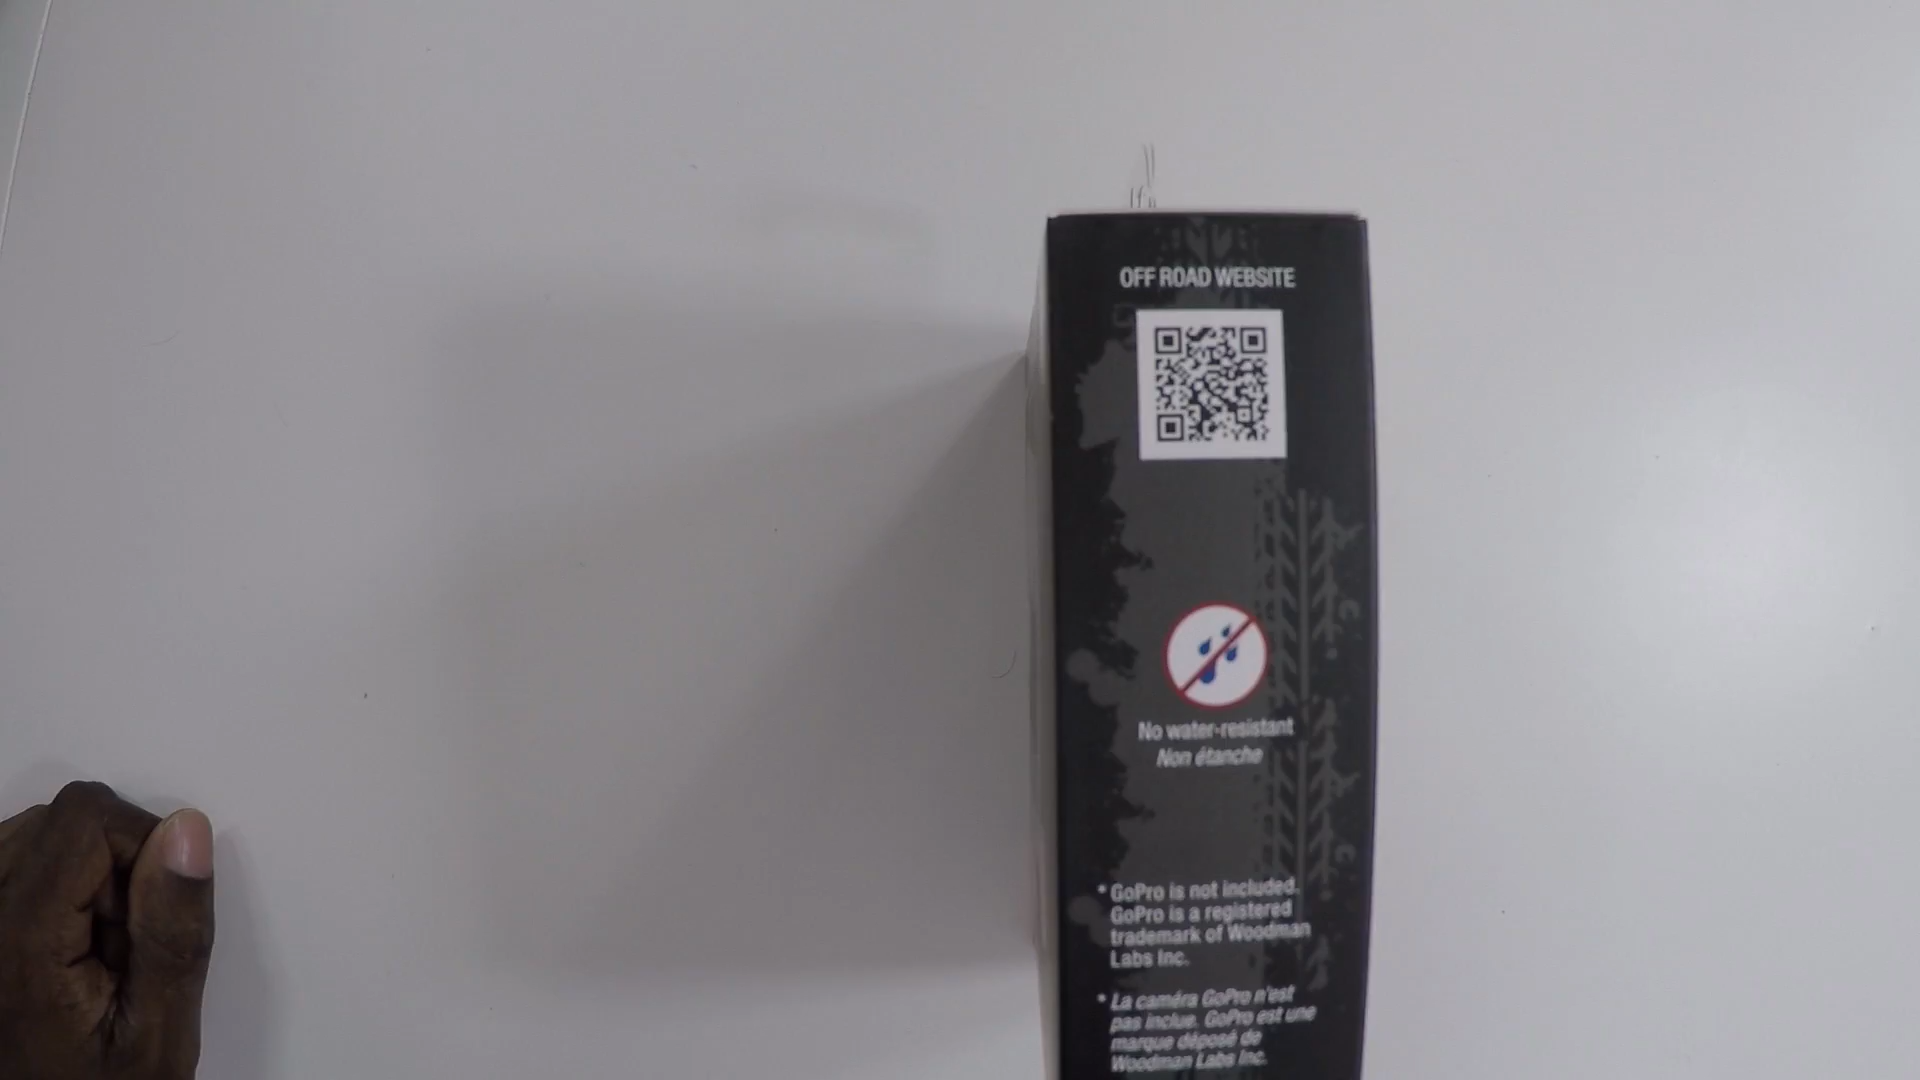 OFF ROAD WEBSITE
No water-resistant
Non étanche
* GoPro is not included.
GoPro is a registered
trademark of Woodman
Labs Inc.
* La caméra GoPro n'est
pas inclue. GoPro est une
marque déposé de
Woodman Labs Inc.